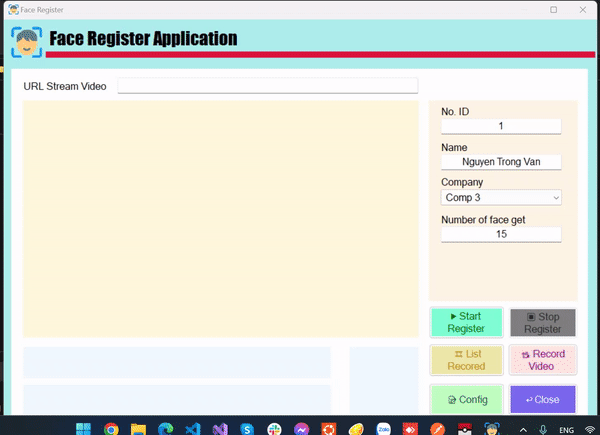 Face Register
Face Register Application
URL Stream Video
No. ID
1
Name
Nguyen Trong Van
Company
Comp 3
Number of face get
15
Start
Register
Stop
Register
List
Recored
Record
Video
Config
Close
Zalo
ENG